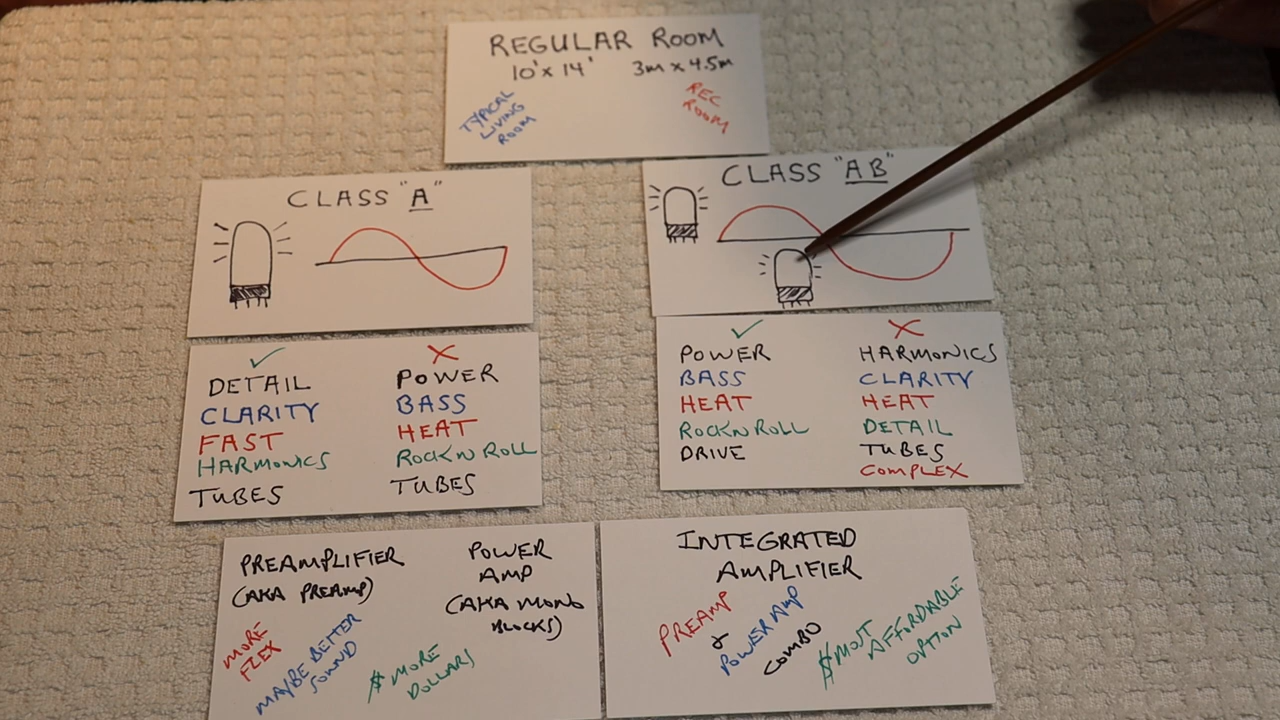 REGULAR ROOM
10'x 14' 3m x 4.5m
TYPICAL
LIVING
ROOM
REC
ROOM
CLASS "A"
CLASS "AB"
✓ X
DETAIL POWER
CLARITY BASS
FAST HEAT
HARMONICS ROCK N ROLL
TUBES TUBES
✓ X
POWER HARMONICS
BASS CLARITY
HEAT HEAT
ROCK N ROLL DETAIL
DRIVE TUBES
COMPLEX
PREAMPLIFIER
(AKA PREAMP)
POWER
AMP
(AKA MONO
BLOCKS)
MORE
FLEX
MAYBE BETTER
SOUND
$ MORE
DOLLARS
INTEGRATED
AMPLIFIER
PREAMP
&
POWER AMP
COMBO
$ MOST
AFFORDABLE
OPTION